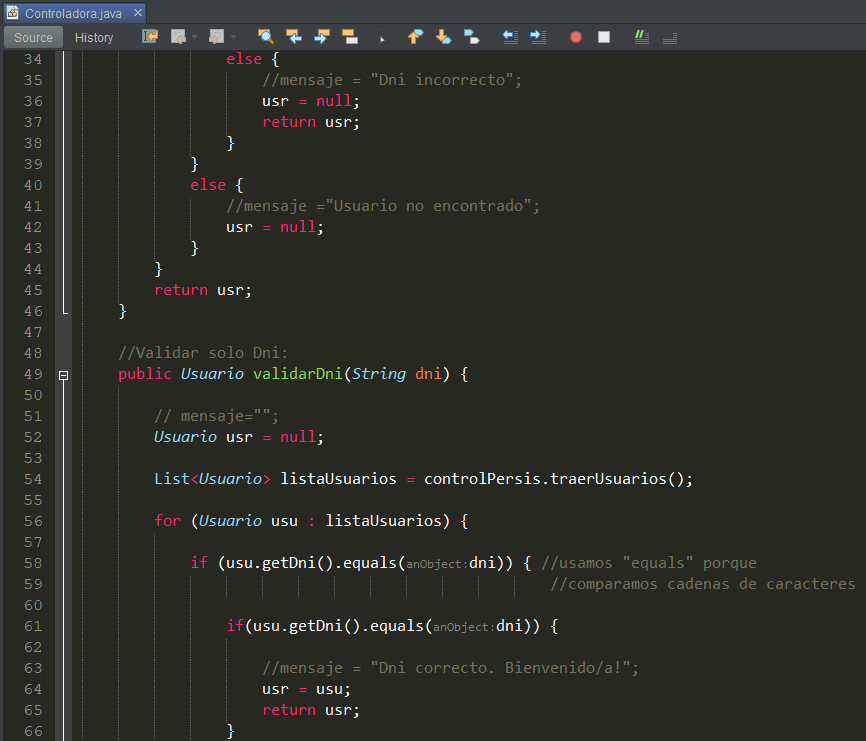 Controladora.java ×
Source History
34 else {
35 //mensaje = "Dni incorrecto";
36 usr = null;
37 return usr;
38 }
39 }
40 else {
41 //mensaje ="Usuario no encontrado";
42 usr = null;
43 }
44 }
45 return usr;
46 }
47
48 //Validar solo Dni:
49 public Usuario validarDni(String dni) {
50
51 // mensaje="";
52 Usuario usr = null;
53
54 List<Usuario> listaUsuarios = controlPersis.traerUsuarios();
55
56 for (Usuario usu : listaUsuarios) {
57
58 if (usu.getDni().equals(anObject:dni)) { //usamos "equals" porque
59 //comparamos cadenas de caracteres
60
61 if(usu.getDni().equals(anObject:dni)) {
62
63 //mensaje = "Dni correcto. Bienvenido/a!";
64 usr = usu;
65 return usr;
66 }